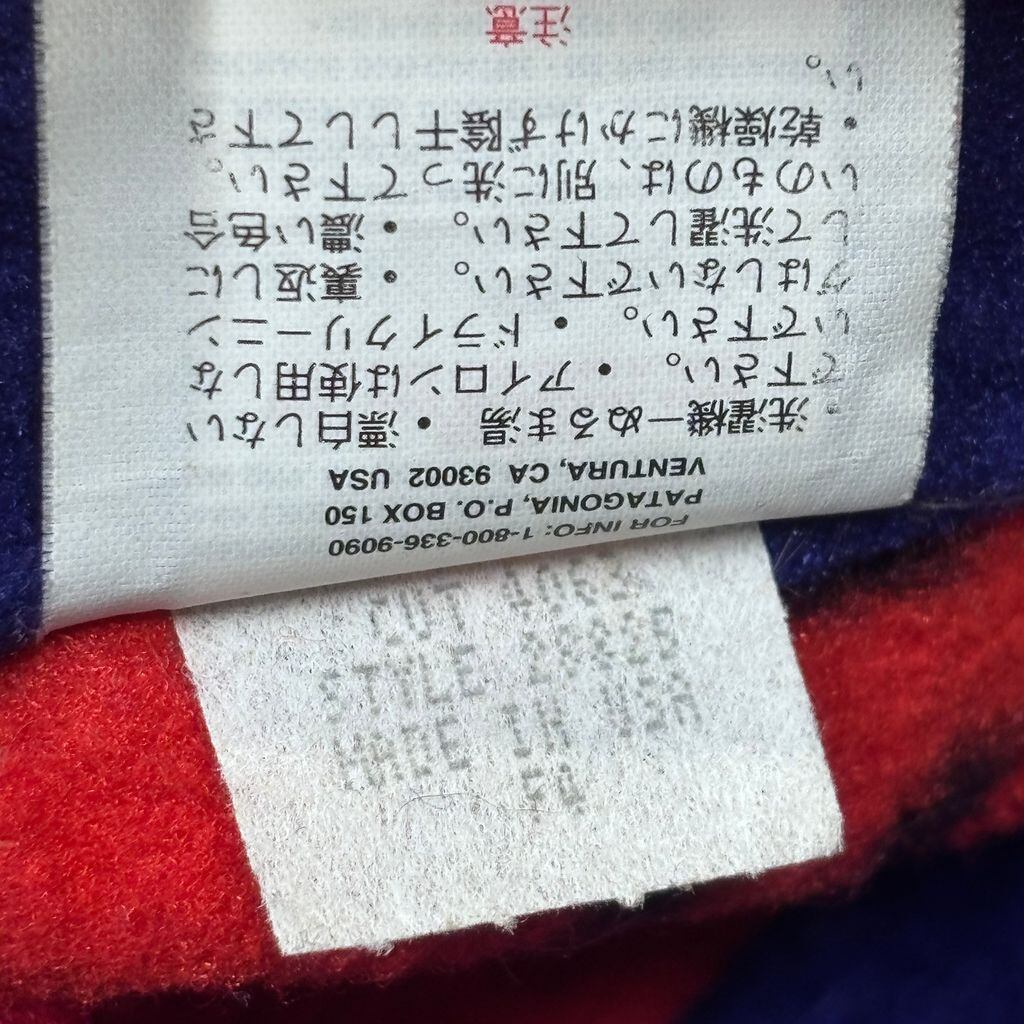 FOR INFO: 1-800-336-9090
PATAGONIA, P.O. BOX 150
VENTURA, CA 93002 USA
・洗濯機―ぬるま湯 ・漂白しない
で下さい。 ・アイロンは使用しな
いで下さい。 ・ドライクリーニン
グはしないで下さい。 ・裏返しに
して洗濯して下さい。 ・濃い色合
いのものは、別に洗って下さい。
・乾燥機にかけず陰干しして下さ
い。
注意
CUT
STYLE
MADE IN USA